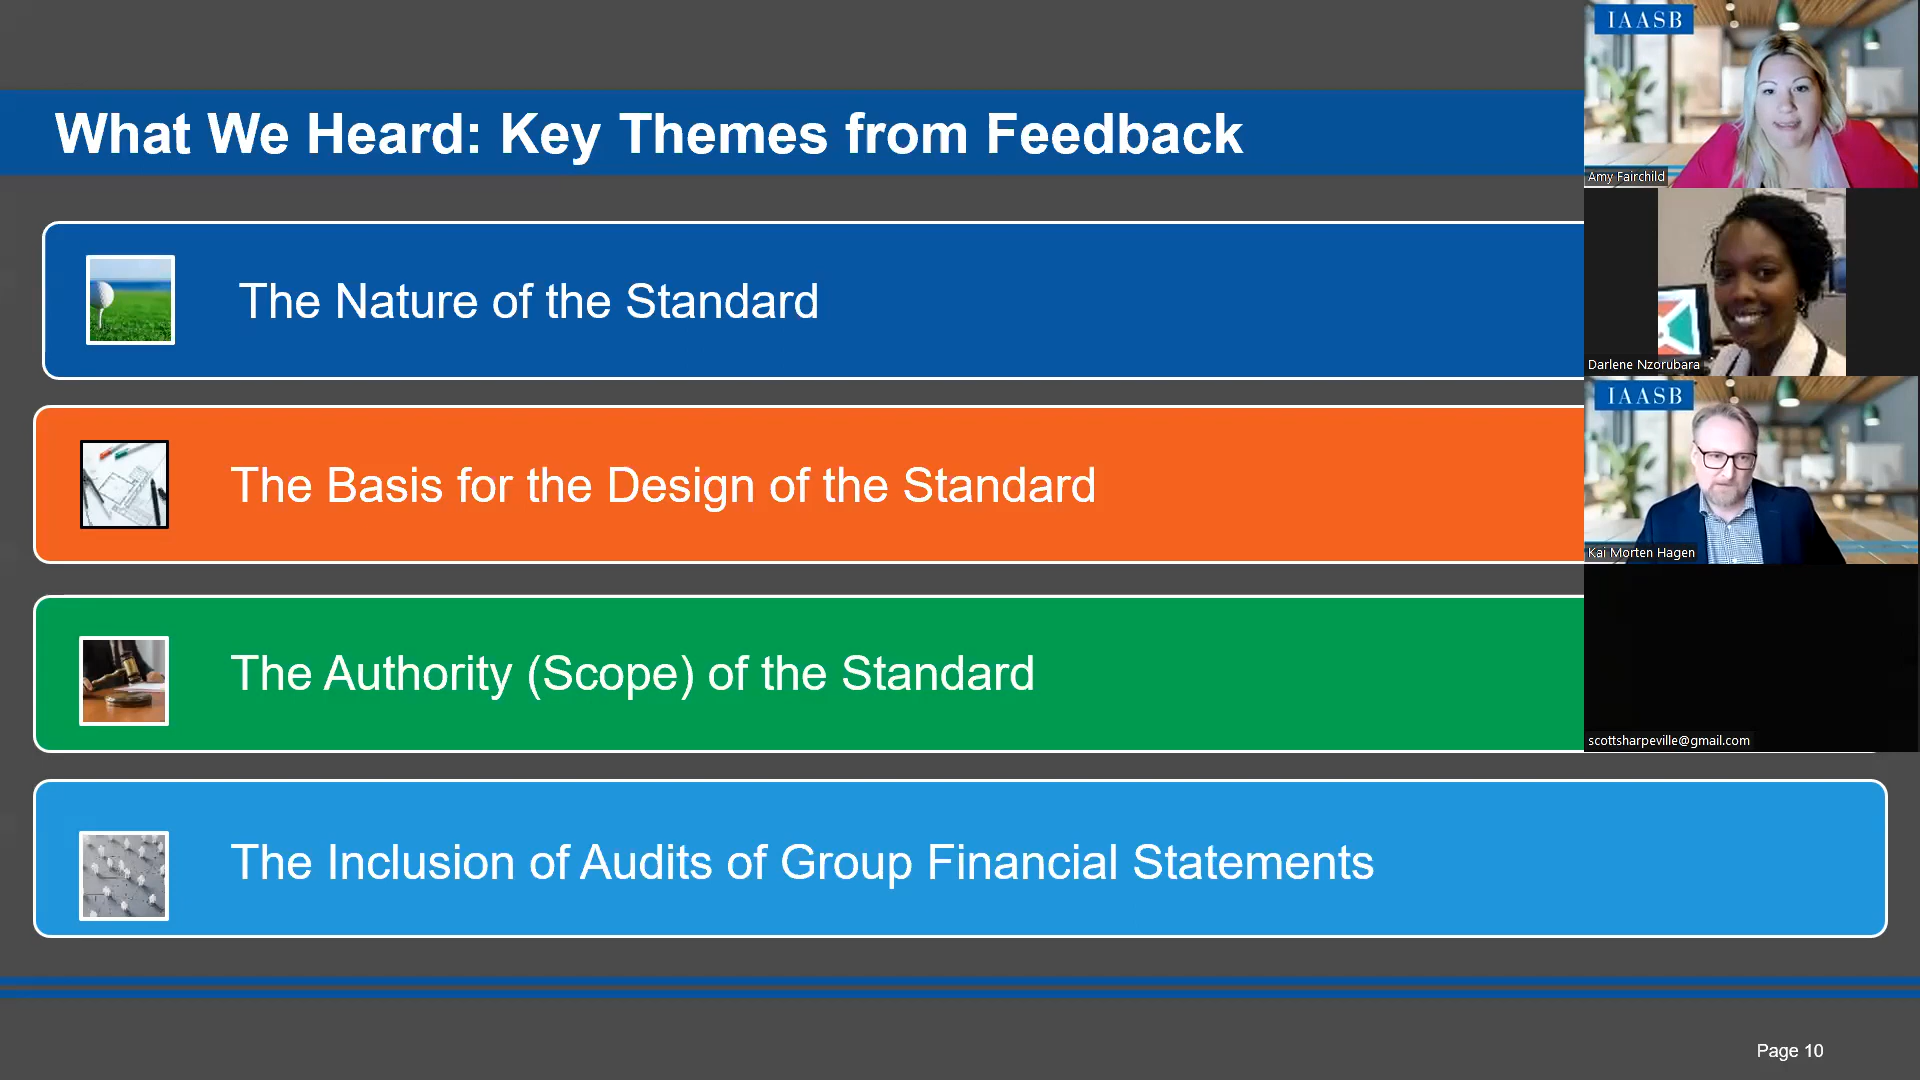 What We Heard: Key Themes from Feedback
The Nature of the Standard
The Basis for the Design of the Standard
The Authority (Scope) of the Standard
The Inclusion of Audits of Group Financial Statements
Page 10
IAASB
Amy Fairchild
Darlene Nzorubara
IAASB
Kai Morten Hagen
scottsharpeville@gmail.com